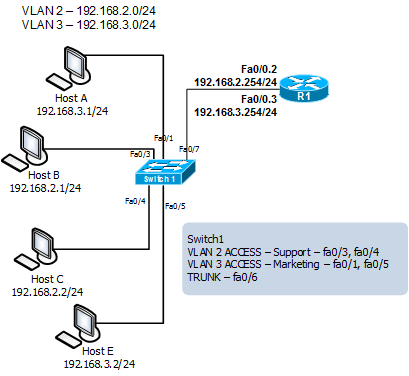 VLAN 2 – 192.168.2.0/24
VLAN 3 – 192.168.3.0/24
Host A
192.168.3.1/24
Fa0/0.2
192.168.2.254/24
Fa0/0.3
192.168.3.254/24
R1
Fa0/1
Fa0/3
Fa0/7
Host B
192.168.2.1/24
Switch1
Fa0/4
Fa0/5
Host C
192.168.2.2/24
Switch1
VLAN 2 ACCESS – Support – fa0/3, fa0/4
VLAN 3 ACCESS – Marketing – fa0/1, fa0/5
TRUNK – fa0/6
Host E
192.168.3.2/24